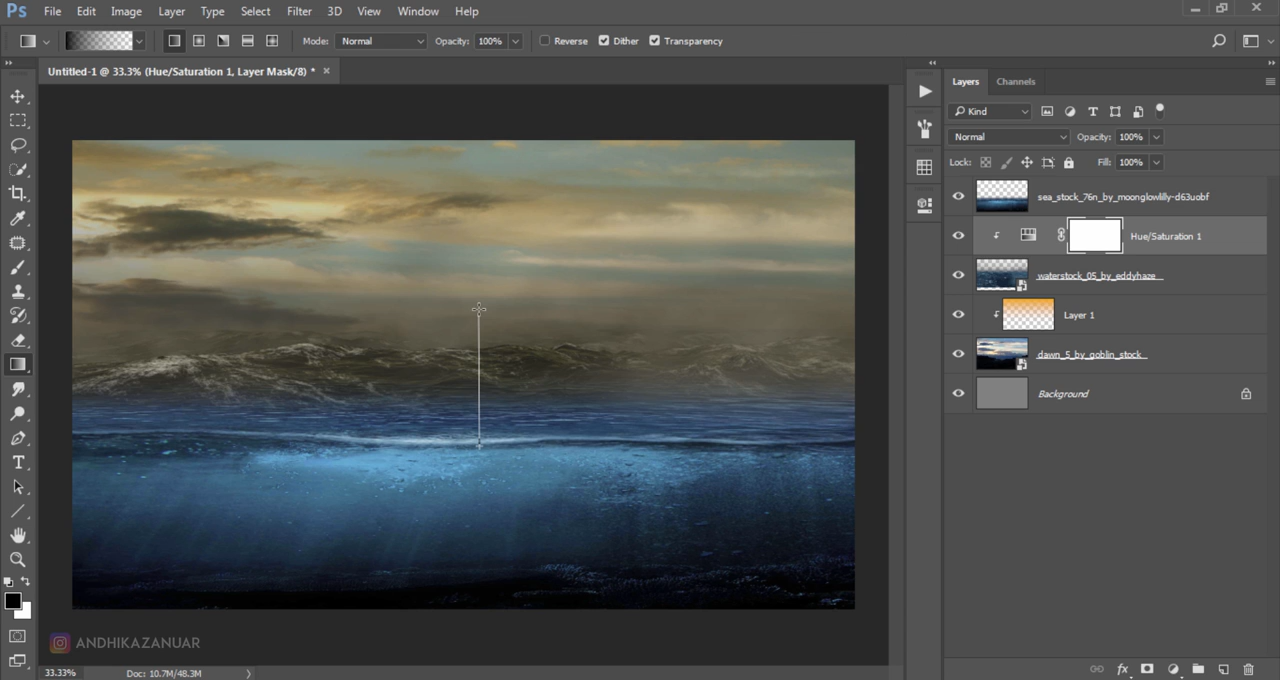 Ps File Edit Image Layer Type Select Filter 3D View Window Help
Mode: Normal Opacity: 100% Reverse Dither Transparency
Untitled-1 @ 33.3% (Hue/Saturation 1, Layer Mask/8) * ×
Layers Channels
Kind
Normal Opacity: 100%
Lock: Fill: 100%
sea_stock_76n_by_moonglowlilly-d63uobf
Hue/Saturation 1
waterstock_05_by_eddyhaze
Layer 1
dawn_5_by_goblin_stock
Background
ANDHIKAZANUAR
33.33% Doc: 10.7M/48.3M